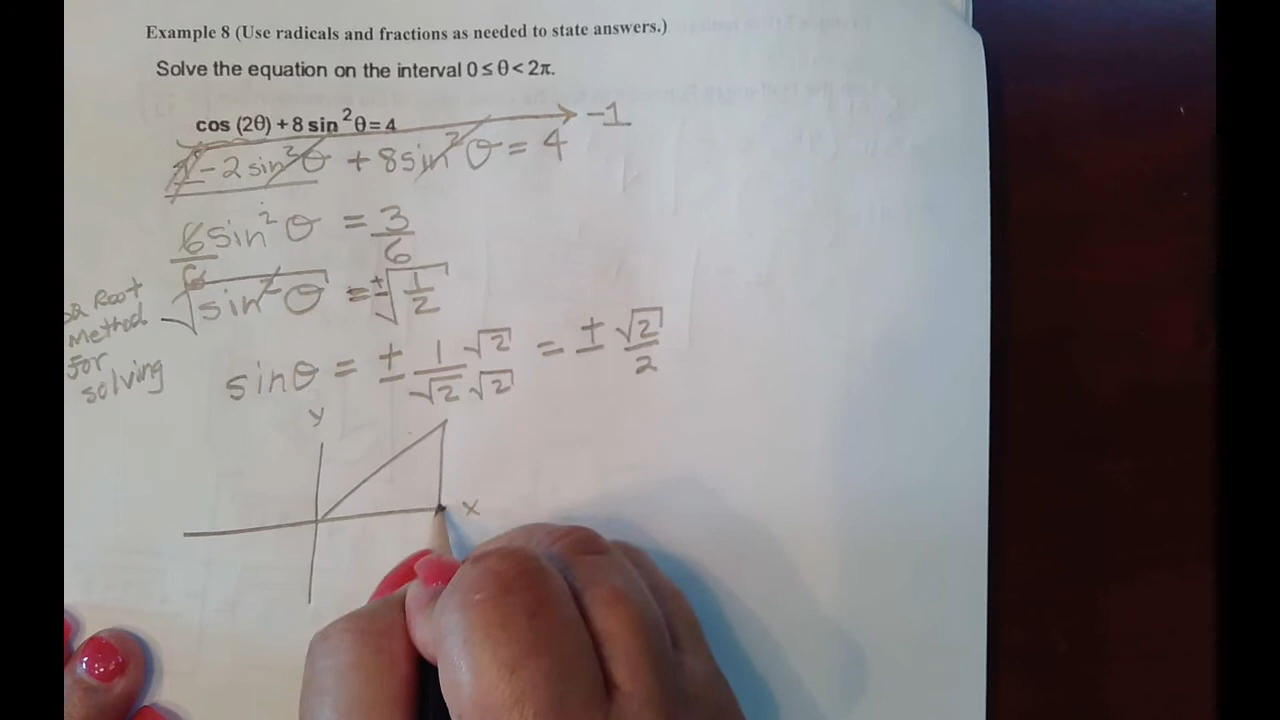 Example 8 (Use radicals and fractions as needed to state answers.)
Solve the equation on the interval 0 ≤ θ < 2π.
cos (2θ) + 8 sin ²θ = 4
-1
1 - 2 sin²θ + 8 sin²θ = 4
6 sin²θ = 3
6 6
√sin²θ = ±√1/2
Root
Method
for
solving
sinθ = ± 1/√2 √2/√2 = ± √2/2
y
x